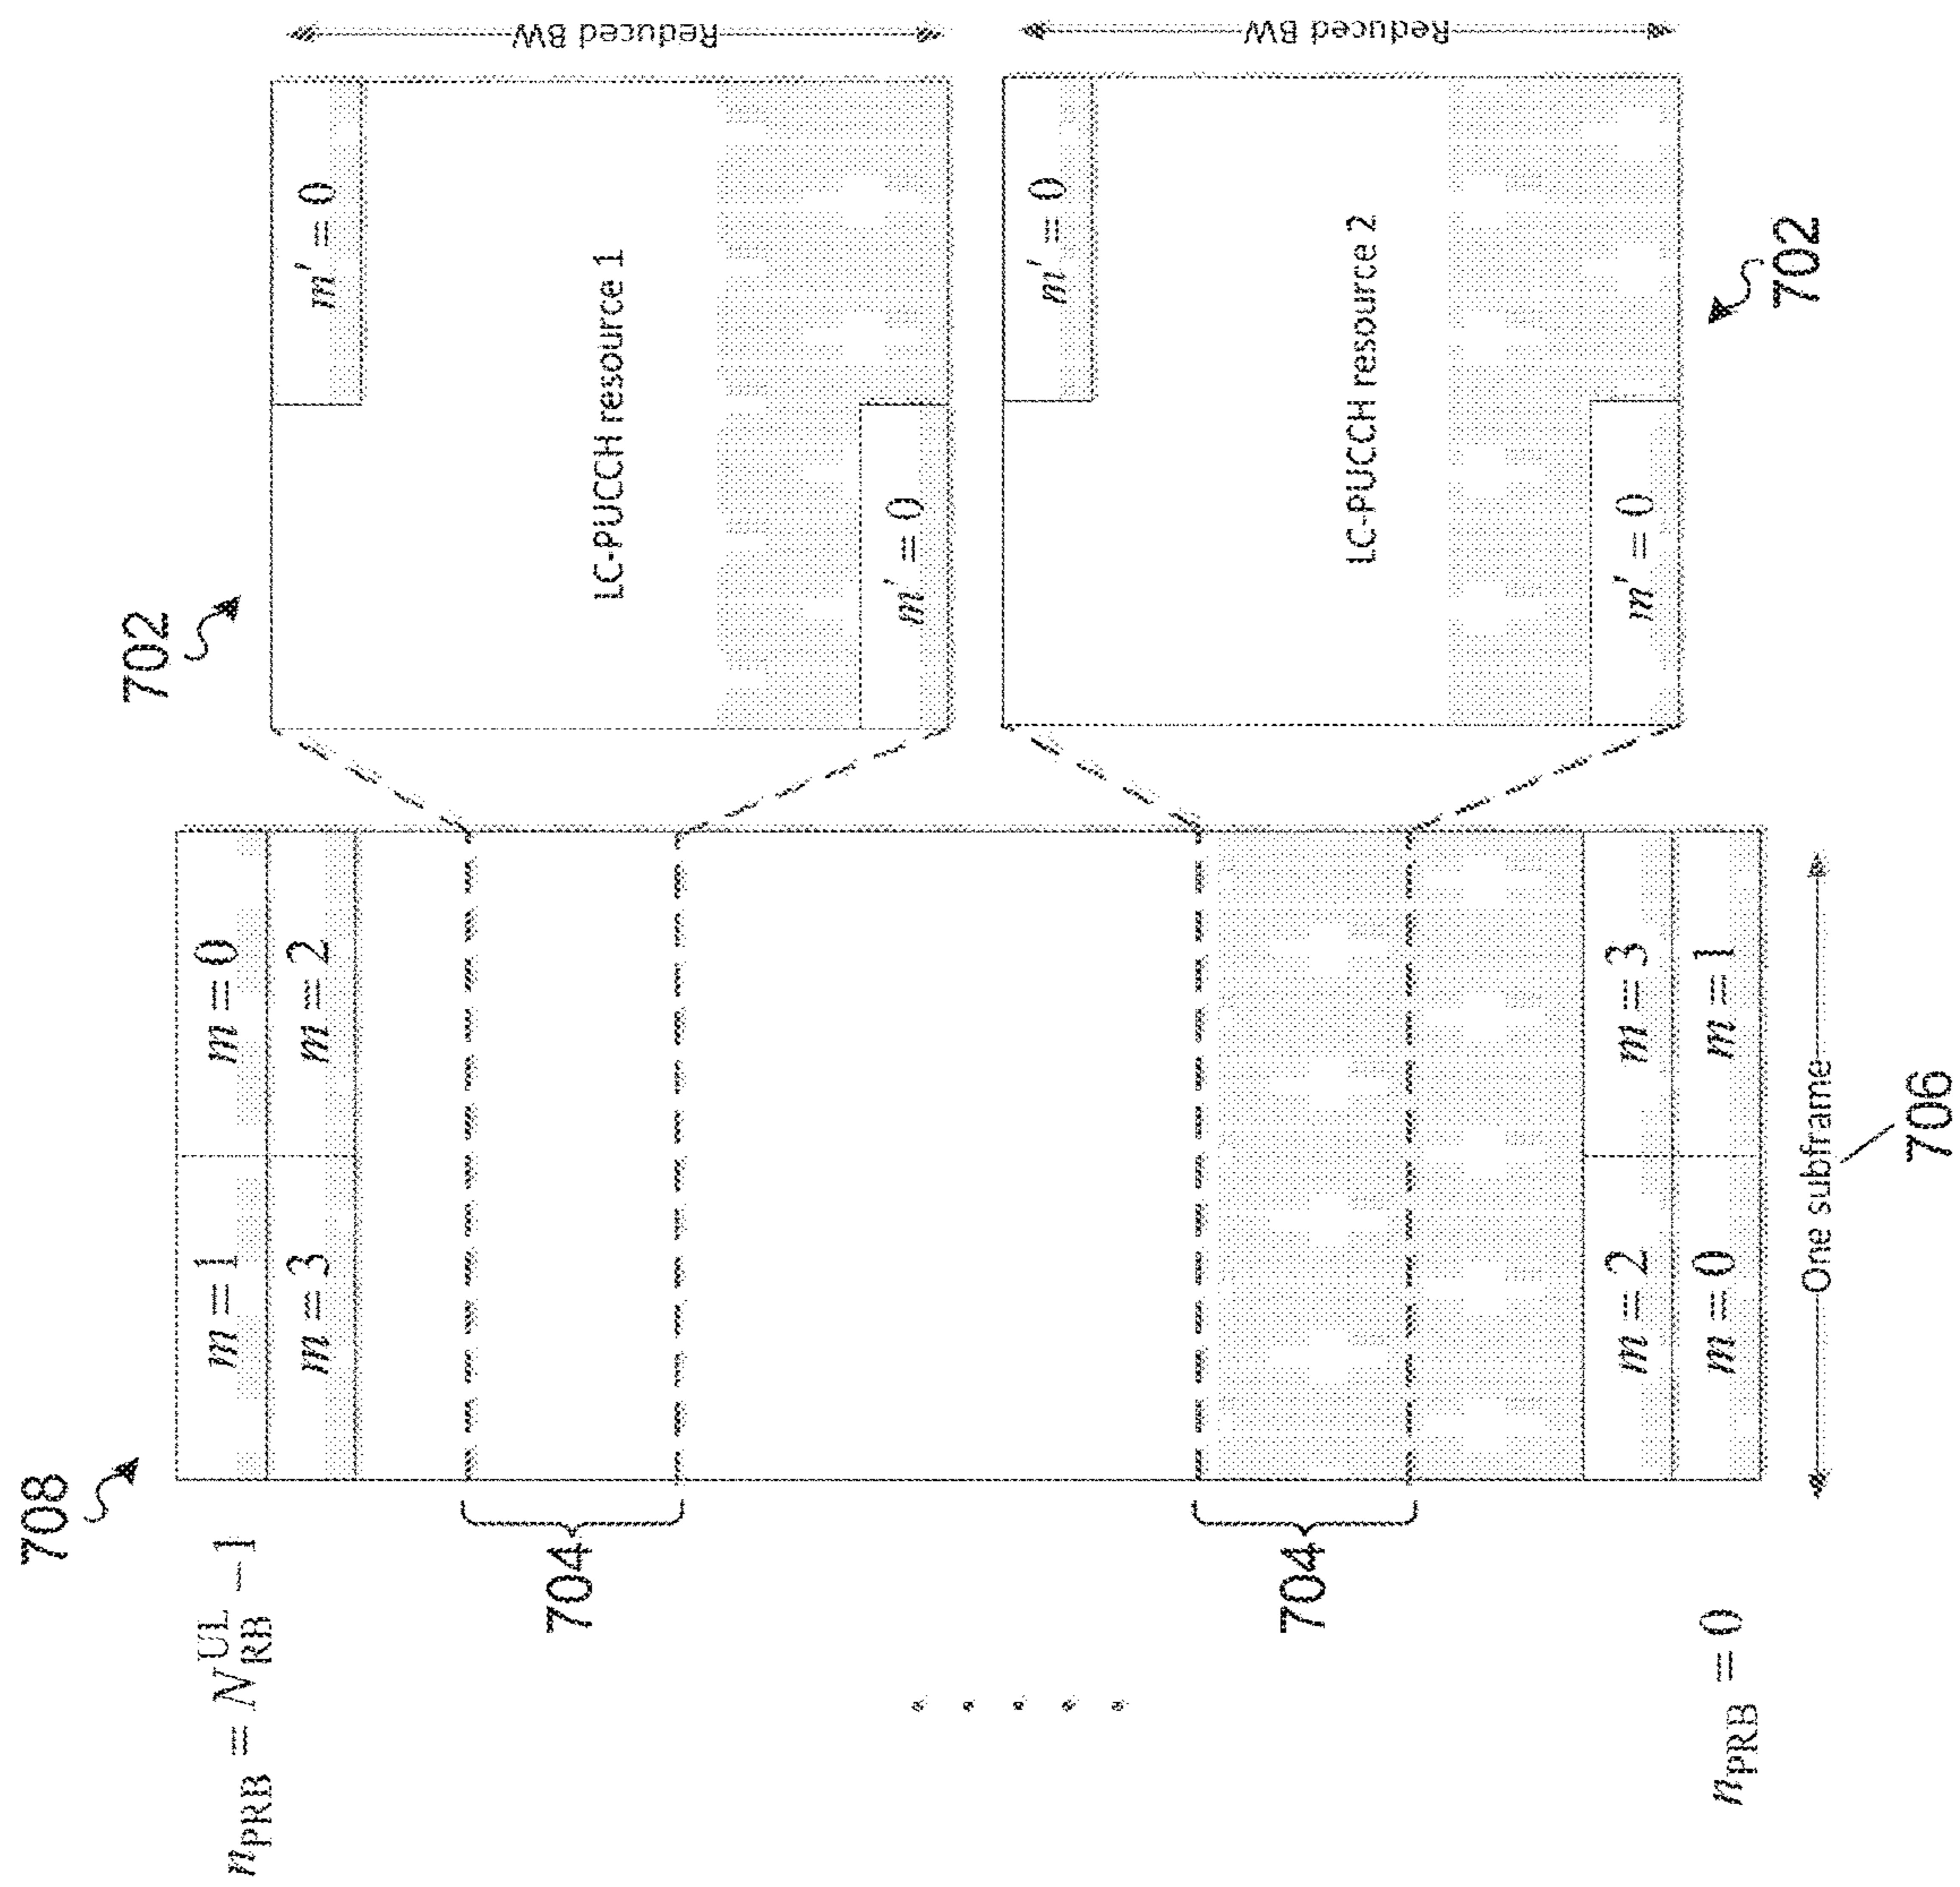 708
n_PRB = N_RB^UL − 1
m = 1 m = 0
m = 3 m = 2
704
704
m = 2 m = 3
n_PRB = 0
m = 0 m = 1
One subframe
706
702
m′ = 0
LC-PUCCH resource 1
m′ = 0
Reduced BW
m′ = 0
LC-PUCCH resource 2
m′ = 0
Reduced BW
702